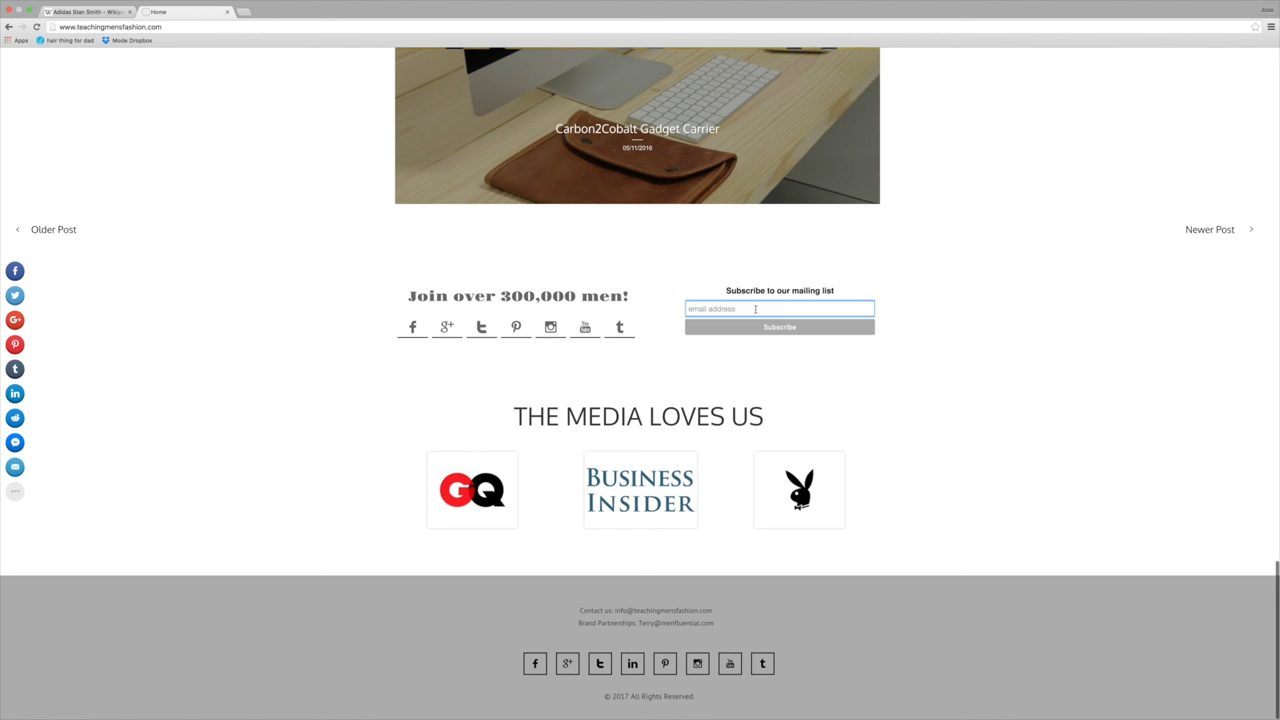 Adidas Stan Smith - Wikip
Home
Jose
www.teachingmensfashion.com
Apps
hair thing for dad
Mode Dropbox
Carbon2Cobalt Gadget Carrier
05/11/2016
Older Post
Newer Post
Join over 300,000 men!
Subscribe to our mailing list
email address
Subscribe
THE MEDIA LOVES US
GQ
BUSINESS
INSIDER
Contact us: info@teachingmensfashion.com
Brand Partnerships: Terry@menfluential.com
© 2017 All Rights Reserved.